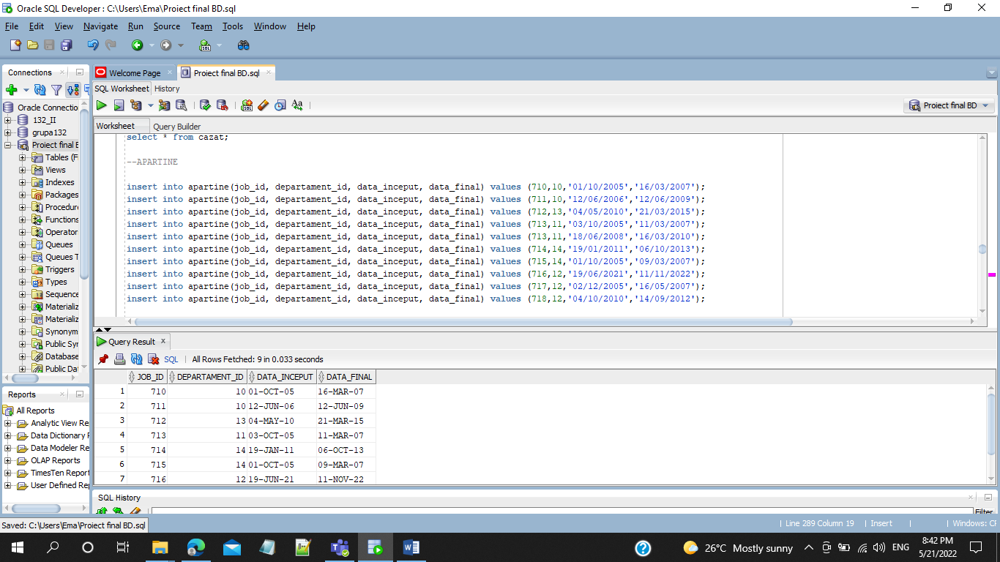 Oracle SQL Developer : C:\Users\Ema\Proiect final BD.sql
File Edit View Navigate Run Source Team Tools Window Help
Connections
Welcome Page
Proiect final BD.sql
SQL Worksheet History
Proiect final BD
Worksheet Query Builder
Oracle Connectio
132_II
grupa132
Proiect final B
Tables (F
Views
Indexes
Packages
Procedur
Functions
Operator
Queues
Queues T
Triggers
Types
Sequence
Materializ
Materializ
Synonym
Public Syr
Database
Public Da
select * from cazat;
--APARTINE
insert into apartine(job_id, departament_id, data_inceput, data_final) values (710,10,'01/10/2005','16/03/2007');
insert into apartine(job_id, departament_id, data_inceput, data_final) values (711,10,'12/06/2006','12/06/2009');
insert into apartine(job_id, departament_id, data_inceput, data_final) values (712,13,'04/05/2010','21/03/2015');
insert into apartine(job_id, departament_id, data_inceput, data_final) values (713,11,'03/10/2005','11/03/2007');
insert into apartine(job_id, departament_id, data_inceput, data_final) values (713,11,'18/06/2008','16/03/2010');
insert into apartine(job_id, departament_id, data_inceput, data_final) values (714,14,'19/01/2011','06/10/2013');
insert into apartine(job_id, departament_id, data_inceput, data_final) values (715,14,'01/10/2005','09/03/2007');
insert into apartine(job_id, departament_id, data_inceput, data_final) values (716,12,'19/06/2021','11/11/2022');
insert into apartine(job_id, departament_id, data_inceput, data_final) values (717,12,'02/12/2005','16/05/2007');
insert into apartine(job_id, departament_id, data_inceput, data_final) values (718,12,'04/10/2010','14/09/2012');
Query Result
SQL All Rows Fetched: 9 in 0.033 seconds
JOB_ID DEPARTAMENT_ID DATA_INCEPUT DATA_FINAL
1 710 10 01-OCT-05 16-MAR-07
2 711 10 12-JUN-06 12-JUN-09
3 712 13 04-MAY-10 21-MAR-15
4 713 11 03-OCT-05 11-MAR-07
5 714 14 19-JAN-11 06-OCT-13
6 715 14 01-OCT-05 09-MAR-07
7 716 12 19-JUN-21 11-NOV-22
Reports
All Reports
Analytic View Re
Data Dictionary R
Data Modeler Re
OLAP Reports
TimesTen Report
User Defined Rep
SQL History
Filter
Saved: C:\Users\Ema\Proiect final BD.sql
Line 289 Column 19 Insert Windows: CF
26°C Mostly sunny ENG 8:42 PM
5/21/2022